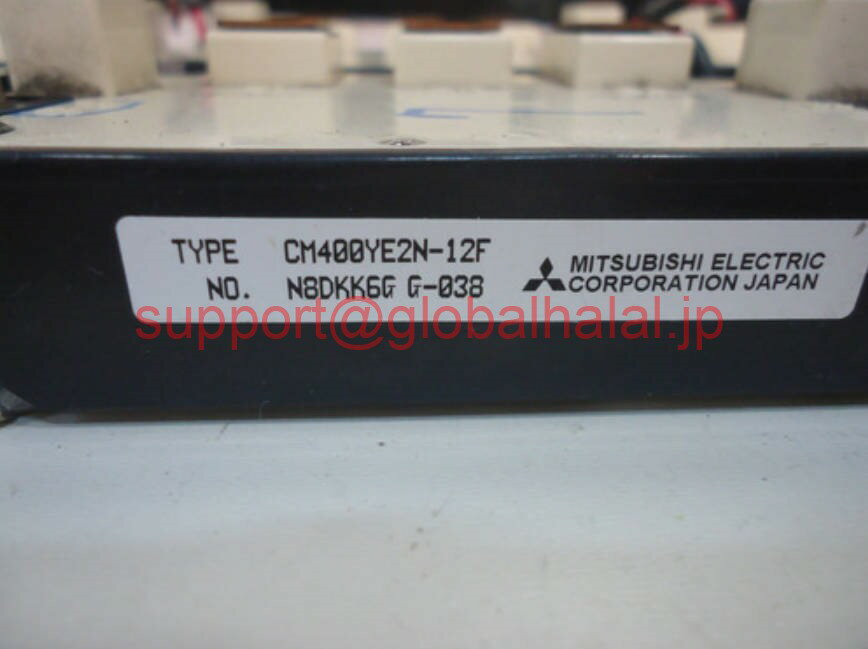 TYPE CM400YE2N-12F
NO. N8DKK6G G-038
MITSUBISHI ELECTRIC
CORPORATION JAPAN
support@globalhalal.jp